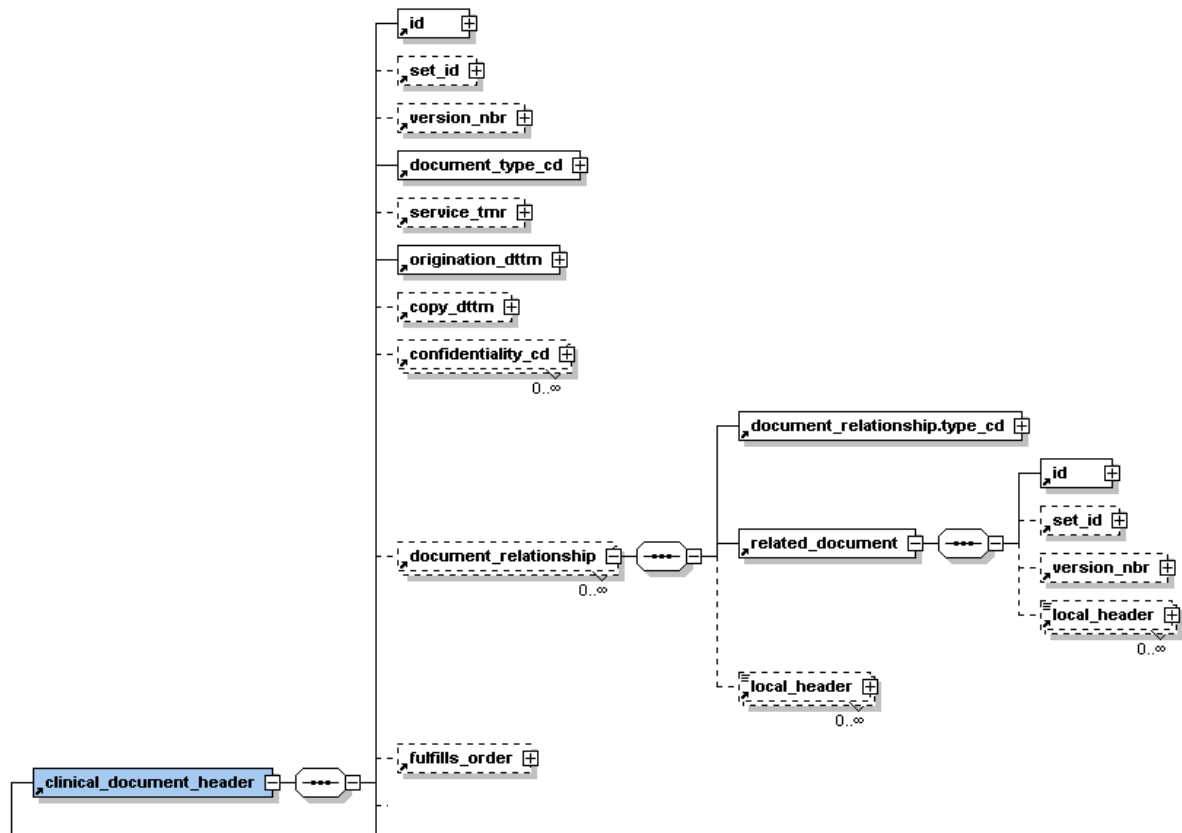 id
set_id
version_nbr
document_type_cd
service_tmr
origination_dttm
copy_dttm
confidentiality_cd
0..∞
document_relationship.type_cd
id
set_id
document_relationship
related_document
version_nbr
0..∞
local_header
0..∞
local_header
0..∞
fulfills_order
clinical_document_header